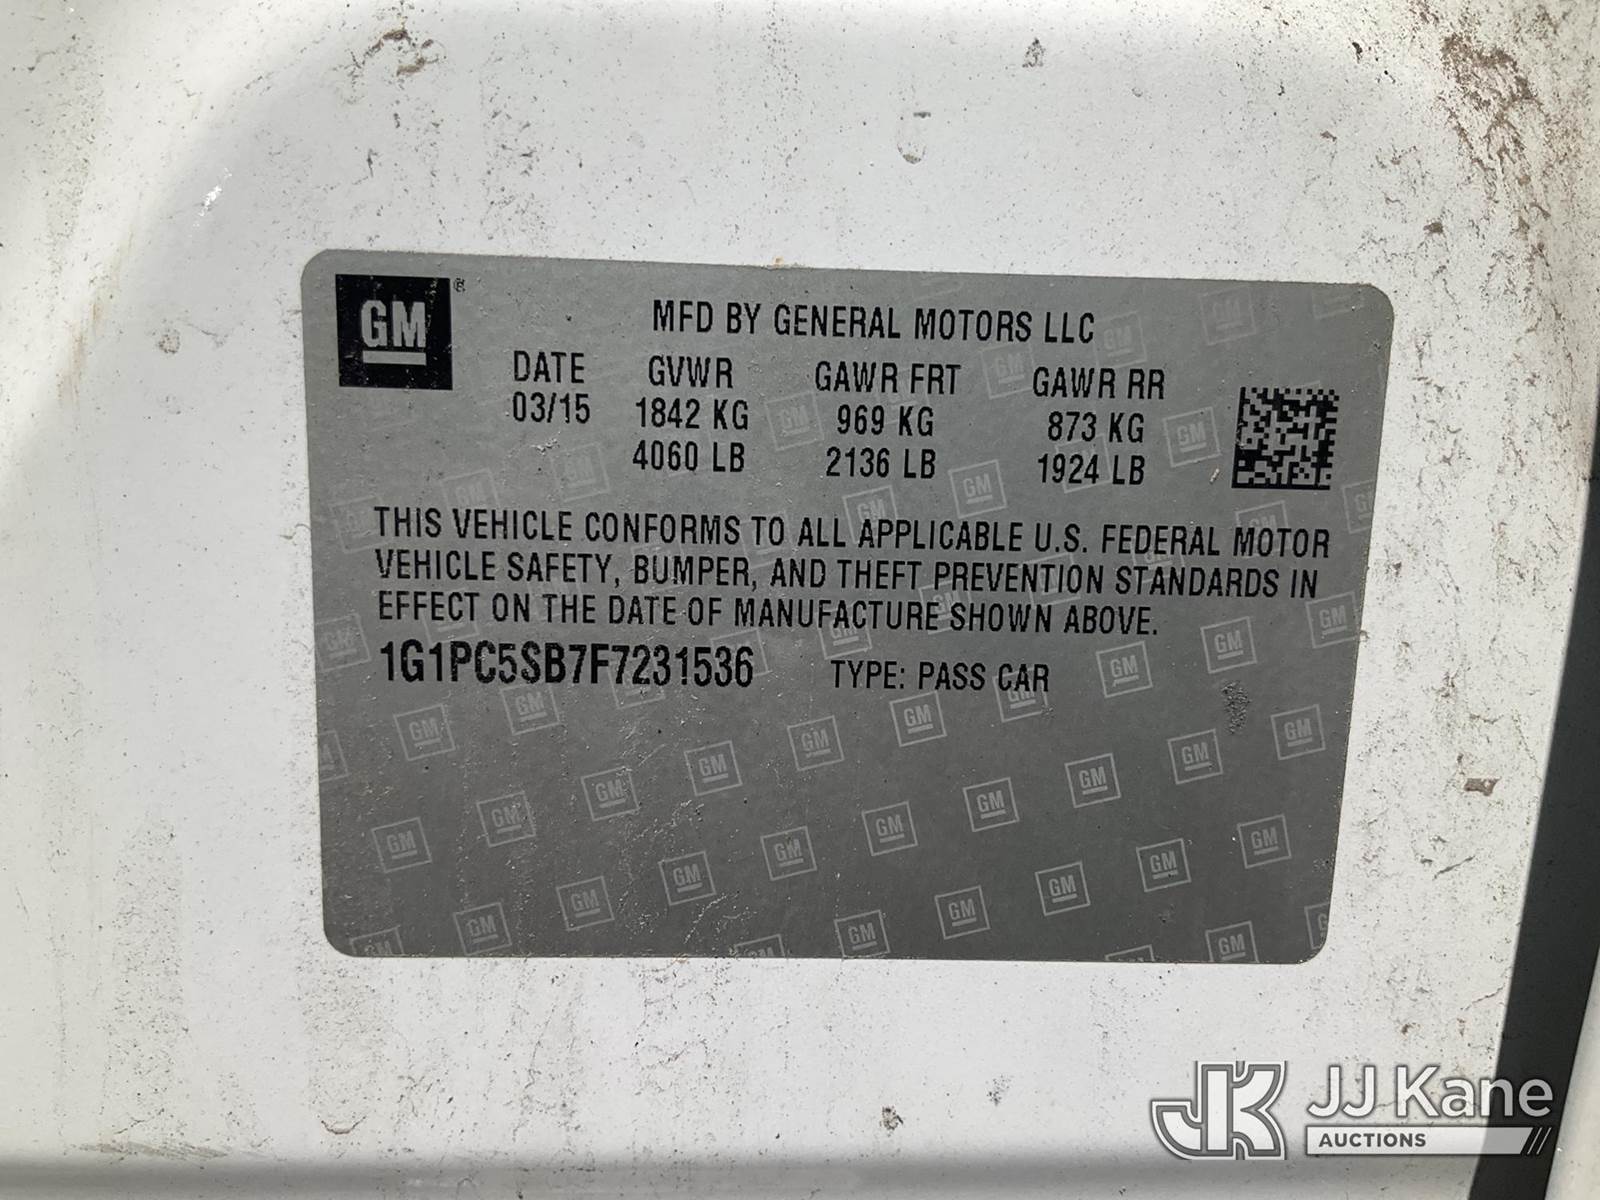 GM ®
MFD BY GENERAL MOTORS LLC
DATE GVWR GAWR FRT GAWR RR
03/15 1842 KG 969 KG 873 KG
4060 LB 2136 LB 1924 LB
THIS VEHICLE CONFORMS TO ALL APPLICABLE U.S. FEDERAL MOTOR
VEHICLE SAFETY, BUMPER, AND THEFT PREVENTION STANDARDS IN
EFFECT ON THE DATE OF MANUFACTURE SHOWN ABOVE.
1G1PC5SB7F7231536 TYPE: PASS CAR
JK JJ Kane
AUCTIONS